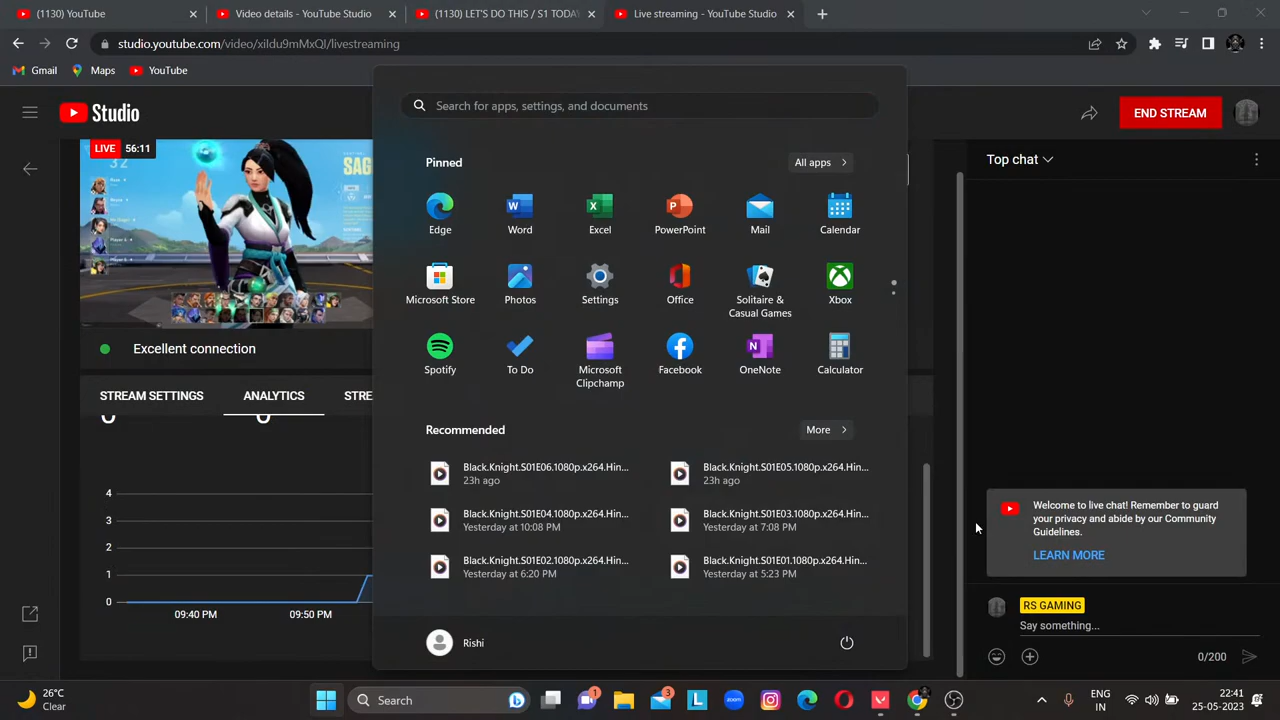 (1130) YouTube
Video details - YouTube Studio
(1130) LET'S DO THIS / S1 TODAY
Live streaming - YouTube Studio
studio.youtube.com/video/xildu9mMxQI/livestreaming
Gmail
Maps
YouTube
Studio
END STREAM
LIVE 56:11
32
SAG
Search for apps, settings, and documents
Pinned
All apps
Edge
Word
Excel
PowerPoint
Mail
Calendar
Microsoft Store
Photos
Settings
Office
Solitaire &
Casual Games
Xbox
Spotify
To Do
Microsoft
Clipchamp
Facebook
OneNote
Calculator
Recommended
More
Black.Knight.S01E06.1080p.x264.Hin...
23h ago
Black.Knight.S01E05.1080p.x264.Hin...
23h ago
Black.Knight.S01E04.1080p.x264.Hin...
Yesterday at 10:08 PM
Black.Knight.S01E03.1080p.x264.Hin...
Yesterday at 7:08 PM
Black.Knight.S01E02.1080p.x264.Hin...
Yesterday at 6:20 PM
Black.Knight.S01E01.1080p.x264.Hin...
Yesterday at 5:23 PM
Rishi
Excellent connection
STREAM SETTINGS
ANALYTICS
STRE
4
3
2
1
0
09:40 PM
09:50 PM
Top chat
Welcome to live chat! Remember to guard
your privacy and abide by our Community
Guidelines.
LEARN MORE
RS GAMING
Say something...
0/200
26°C
Clear
Search
1
3
zoom
ENG
IN
22:41
25-05-2023